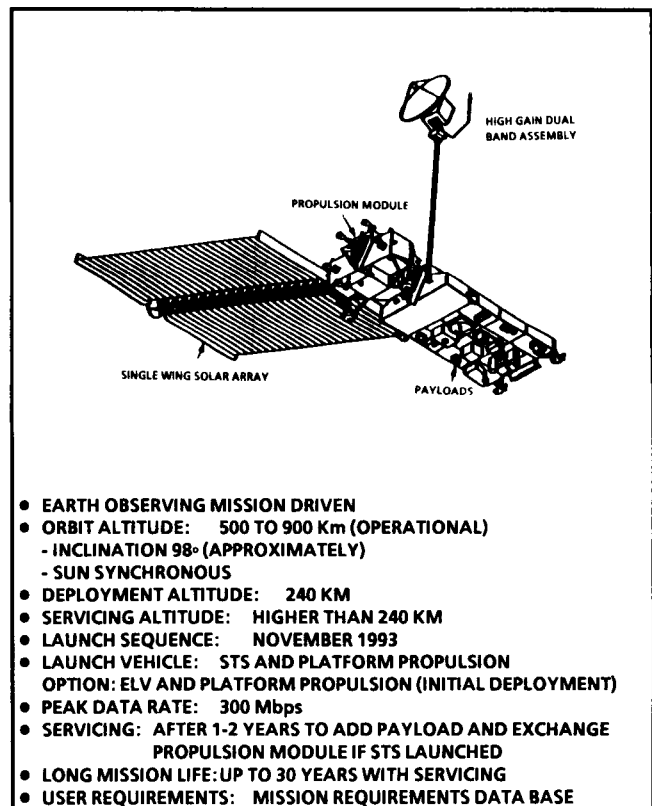 HIGH GAIN DUAL
BAND ASSEMBLY
PROPULSION MODULE
SINGLE WING SOLAR ARRAY
PAYLOADS
● EARTH OBSERVING MISSION DRIVEN
● ORBIT ALTITUDE: 500 TO 900 Km (OPERATIONAL)
- INCLINATION 98° (APPROXIMATELY)
- SUN SYNCHRONOUS
● DEPLOYMENT ALTITUDE: 240 KM
● SERVICING ALTITUDE: HIGHER THAN 240 KM
● LAUNCH SEQUENCE: NOVEMBER 1993
● LAUNCH VEHICLE: STS AND PLATFORM PROPULSION
OPTION: ELV AND PLATFORM PROPULSION (INITIAL DEPLOYMENT)
● PEAK DATA RATE: 300 Mbps
● SERVICING: AFTER 1-2 YEARS TO ADD PAYLOAD AND EXCHANGE
PROPULSION MODULE IF STS LAUNCHED
● LONG MISSION LIFE: UP TO 30 YEARS WITH SERVICING
● USER REQUIREMENTS: MISSION REQUIREMENTS DATA BASE